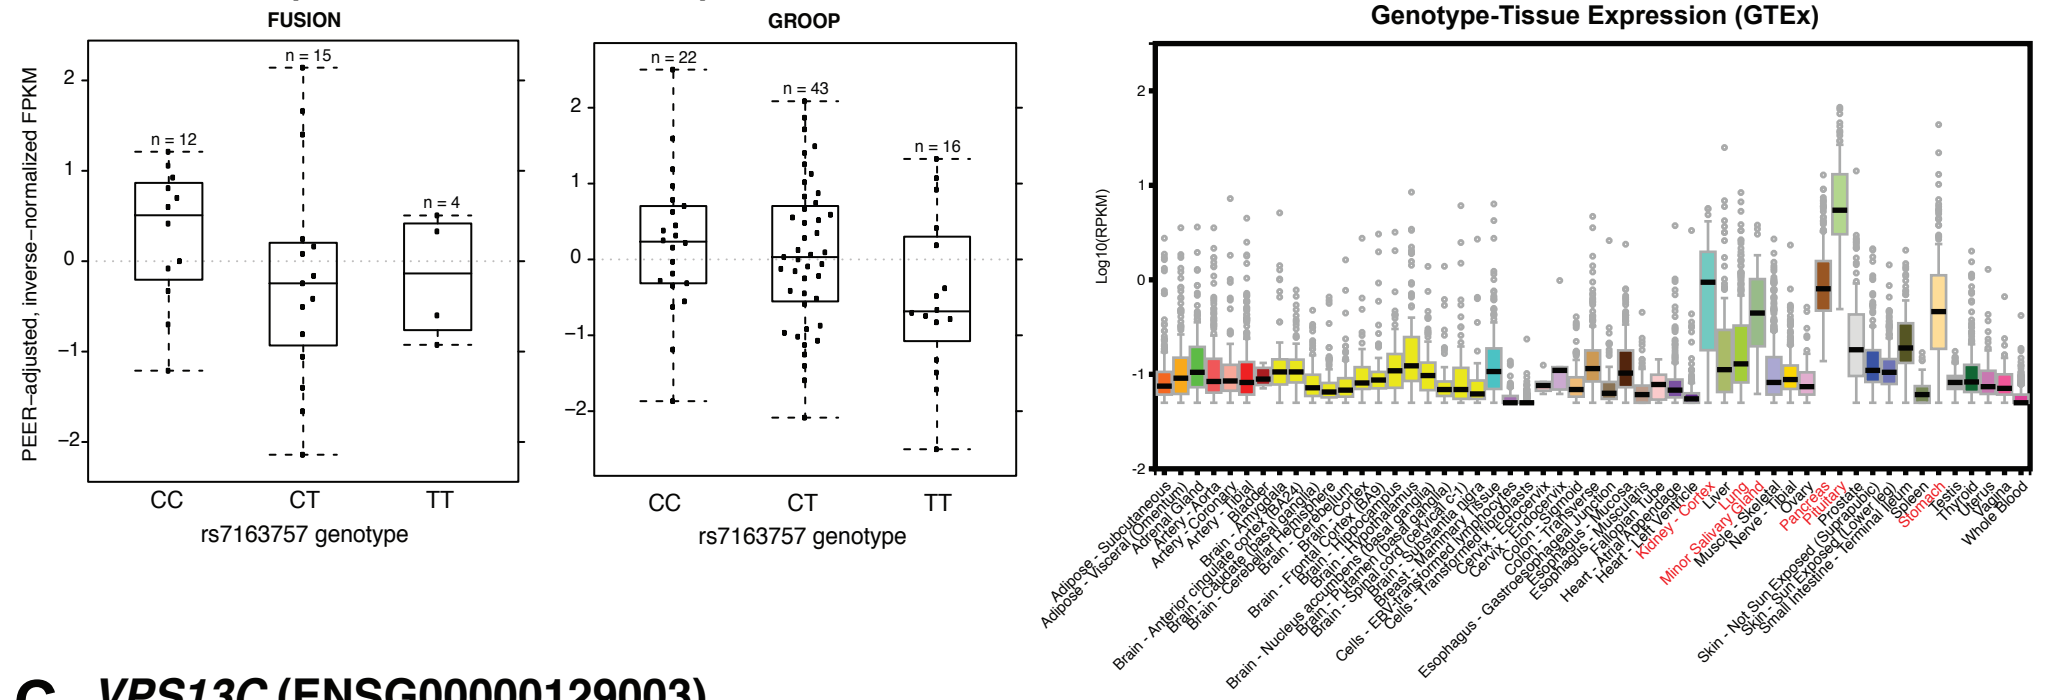 FUSION
PEER−adjusted, inverse−normalized FPKM
2
1
0
−1
−2
n = 12
n = 15
n = 4
CC
CT
TT
rs7163757 genotype
GROOP
2
1
0
−1
−2
n = 22
n = 43
n = 16
CC
CT
TT
rs7163757 genotype
Genotype-Tissue Expression (GTEx)
Log10(RPKM)
2
1
0
-1
-2
Adipose - Subcutaneous
Adipose - Visceral (Omentum)
Adrenal Gland
Artery - Aorta
Artery - Coronary
Artery - Tibial
Bladder
Brain - Amygdala
Brain - Anterior cingulate cortex (BA24)
Brain - Caudate (basal ganglia)
Brain - Cerebellar Hemisphere
Brain - Cerebellum
Brain - Cortex
Brain - Frontal Cortex (BA9)
Brain - Hippocampus
Brain - Hypothalamus
Brain - Nucleus accumbens (basal ganglia)
Brain - Putamen (basal ganglia)
Brain - Spinal cord (cervical c-1)
Brain - Substantia nigra
Breast - Mammary Tissue
Cells - EBV-transformed lymphocytes
Cells - Transformed fibroblasts
Cervix - Ectocervix
Cervix - Endocervix
Colon - Sigmoid
Colon - Transverse
Esophagus - Gastroesophageal Junction
Esophagus - Mucosa
Esophagus - Muscularis
Fallopian Tube
Heart - Atrial Appendage
Heart - Left Ventricle
Kidney - Cortex
Liver
Lung
Minor Salivary Gland
Muscle - Skeletal
Nerve - Tibial
Ovary
Pancreas
Pituitary
Prostate
Skin - Not Sun Exposed (Suprapubic)
Skin - Sun Exposed (Lower leg)
Small Intestine - Terminal Ileum
Spleen
Stomach
Testis
Thyroid
Uterus
Vagina
Whole Blood
C VPS13C (ENSG00000129003)